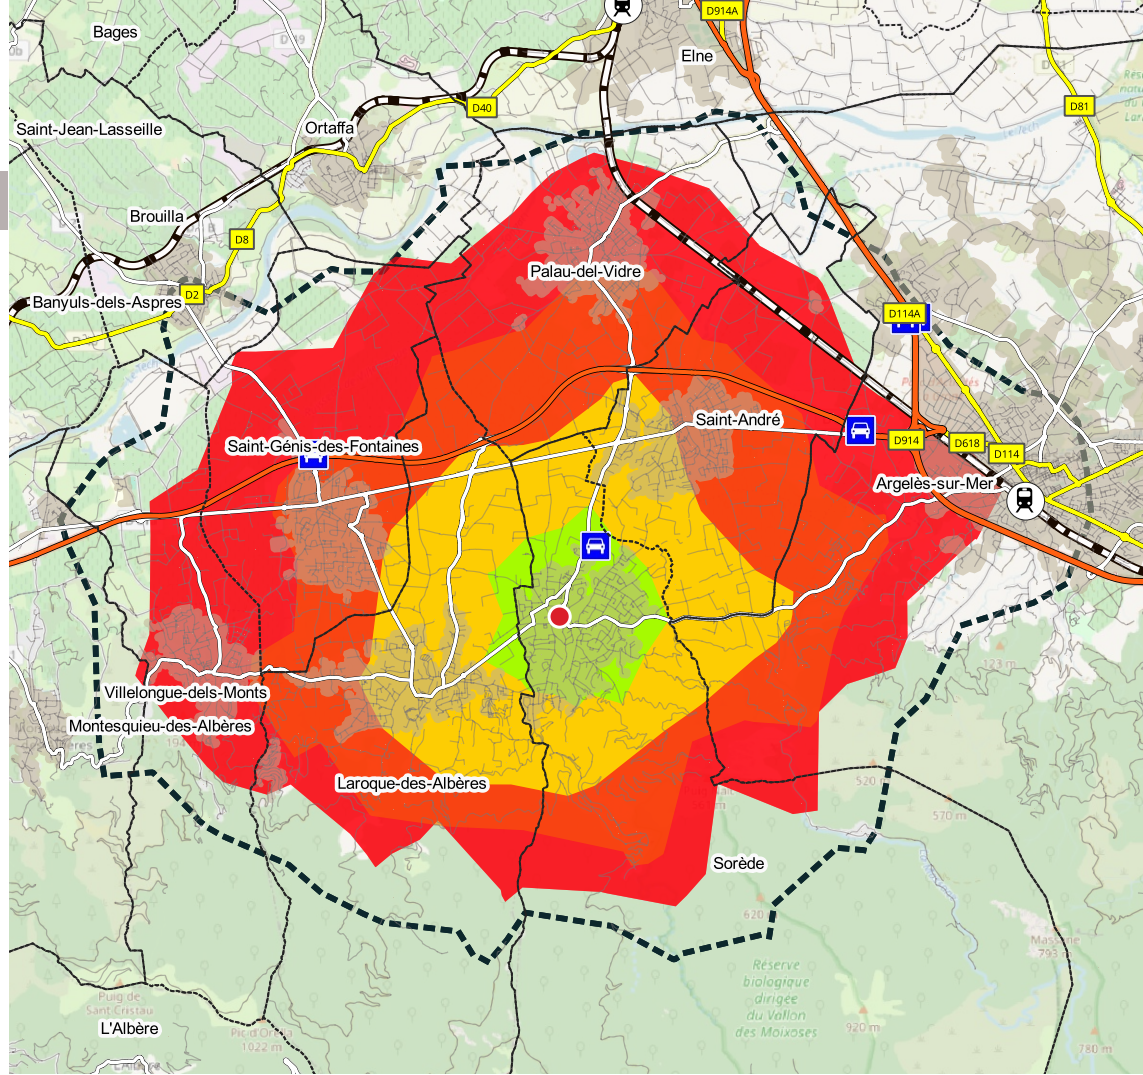 D914A
Bages
Elne
D40
D81
Saint-Jean-Lasseille
Ortaffa
Le Tech
Brouilla
D8
Palau-del-Vidre
D2
Banyuls-dels-Aspres
D114A
Saint-André
Saint-Génis-des-Fontaines
D914
D618
D114
Argelès-sur-Mer
Villelongue-dels-Monts
Montesquieu-des-Albères
123 m
Laroque-des-Albères
520 m
570 m
Sorède
620 m
793 m
Réserve
biologique
dirigée
du Vallon
des Moixoses
Puig de
Sant Cristau
L'Albère
1022 m
920 m
780 m